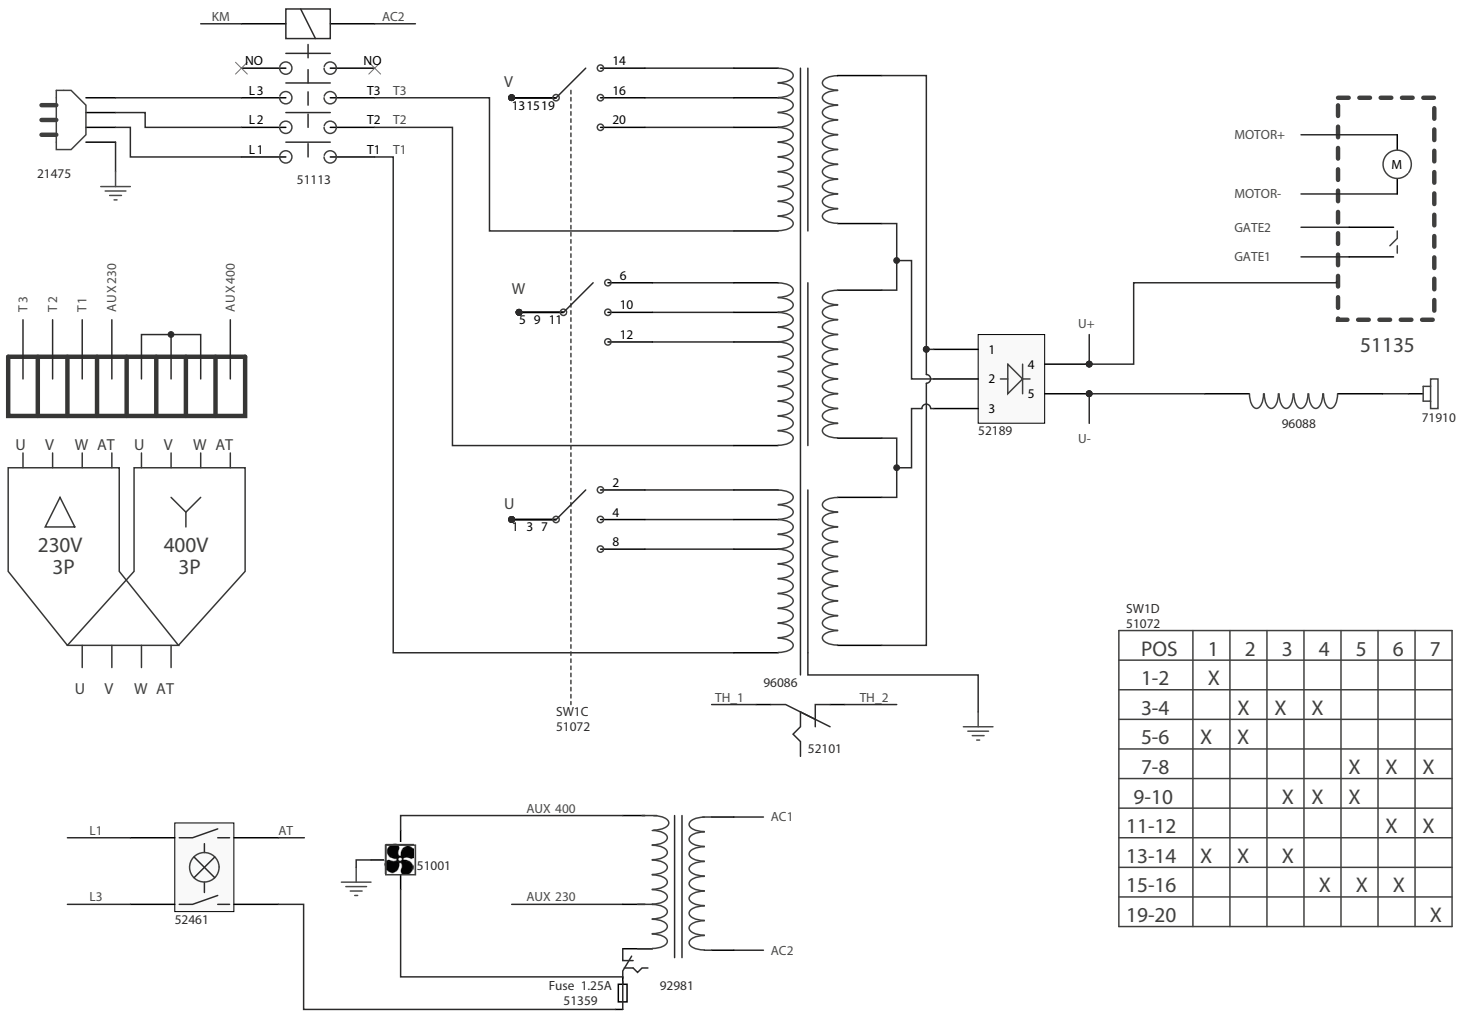 KM AC2
NO NO
L3 T3 T3
L2 T2 T2
L1 T1 T1
21475
51113
V
131519
14
16
20
W
5 9 11
6
10
12
U
1 3 7
2
4
8
SW1C
51072
96086
TH_1 TH_2
52101
1
2
3
4
5
52189
U+
U-
96088
71910
MOTOR+
MOTOR-
GATE2
GATE1
M
51135
T3 T2 T1 AUX230 AUX400
U V W AT U V W AT
230V
3P
400V
3P
U V W AT
L1 AT
L3
52461
51001
AUX 400
AUX 230
AC1
AC2
Fuse 1.25A
51359
92981
SW1D
51072
POS 1 2 3 4 5 6 7
1-2 X
3-4 X X X
5-6 X X
7-8 X X X
9-10 X X X
11-12 X X
13-14 X X X
15-16 X X X
19-20 X